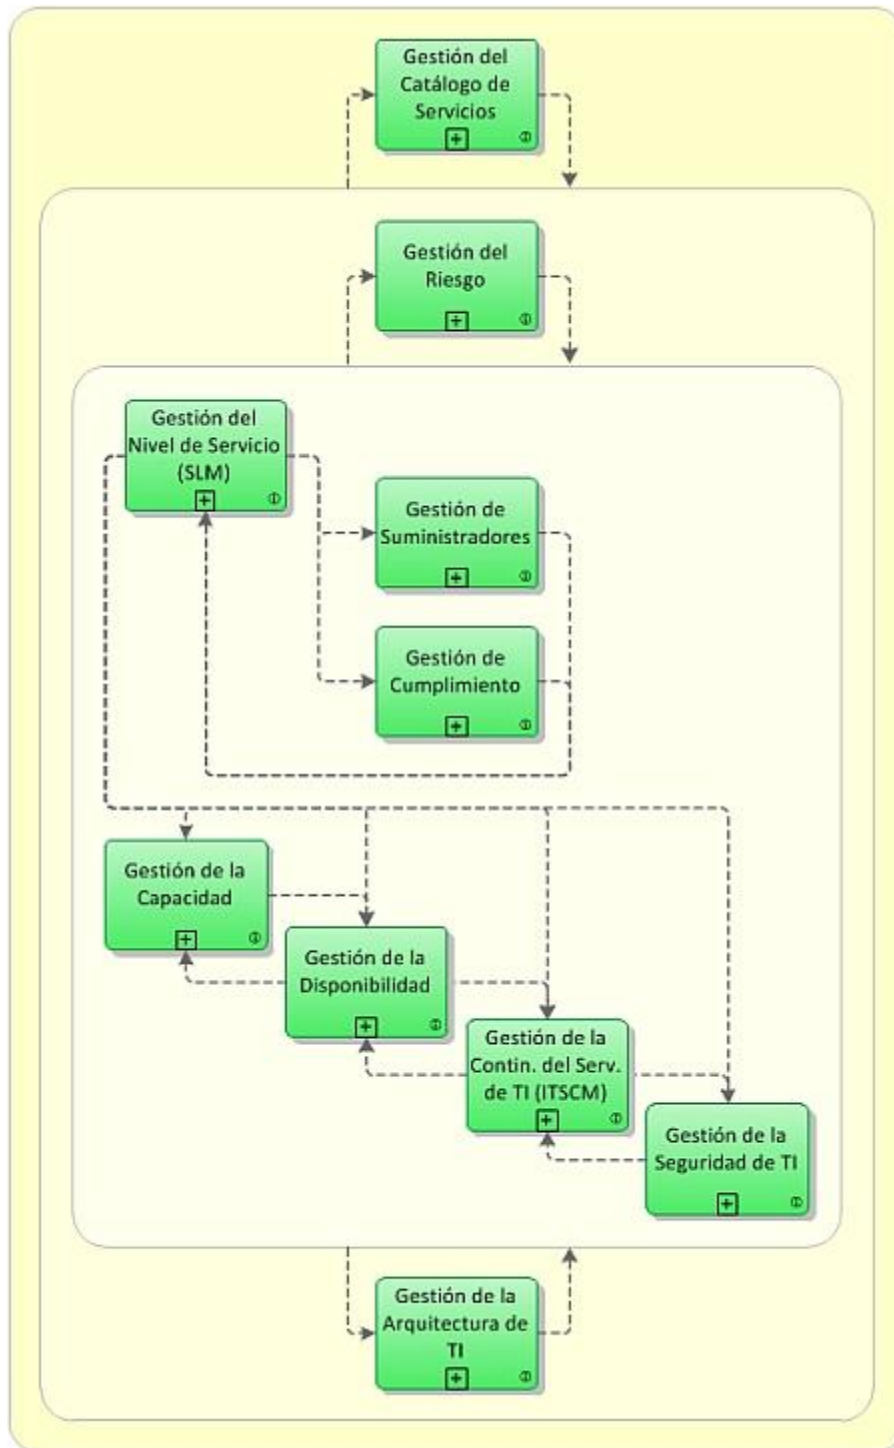 Gestión del
Catálogo de
Servicios
Gestión del
Riesgo
Gestión del
Nivel de Servicio
(SLM)
Gestión de
Suministradores
Gestión de
Cumplimiento
Gestión de la
Capacidad
Gestión de la
Disponibilidad
Gestión de la
Contin. del Serv.
de TI (ITSCM)
Gestión de la
Seguridad de TI
Gestión de la
Arquitectura de
TI